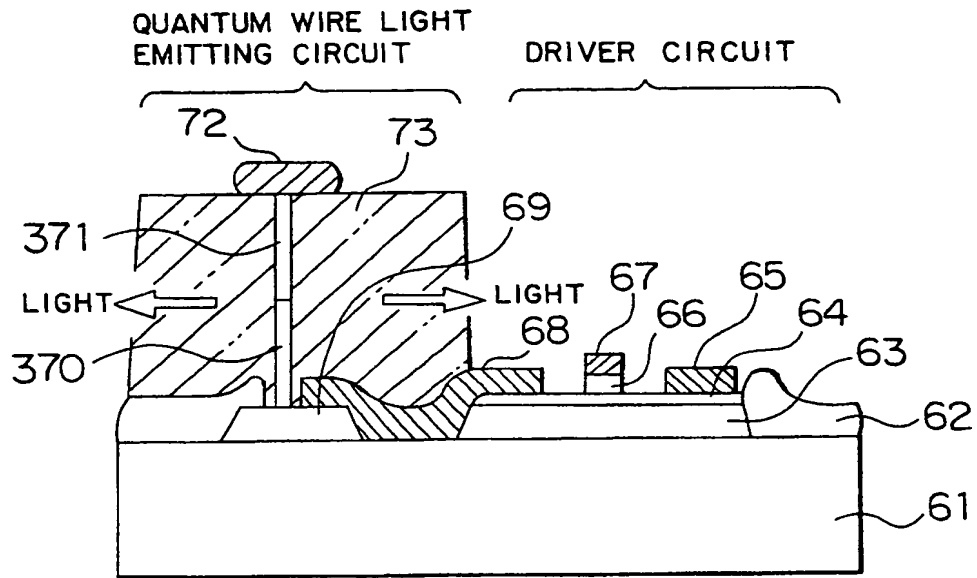 QUANTUM WIRE LIGHT
EMITTING CIRCUIT
DRIVER CIRCUIT
72
73
69
371
67
65
66
64
LIGHT
LIGHT
68
63
370
62
61